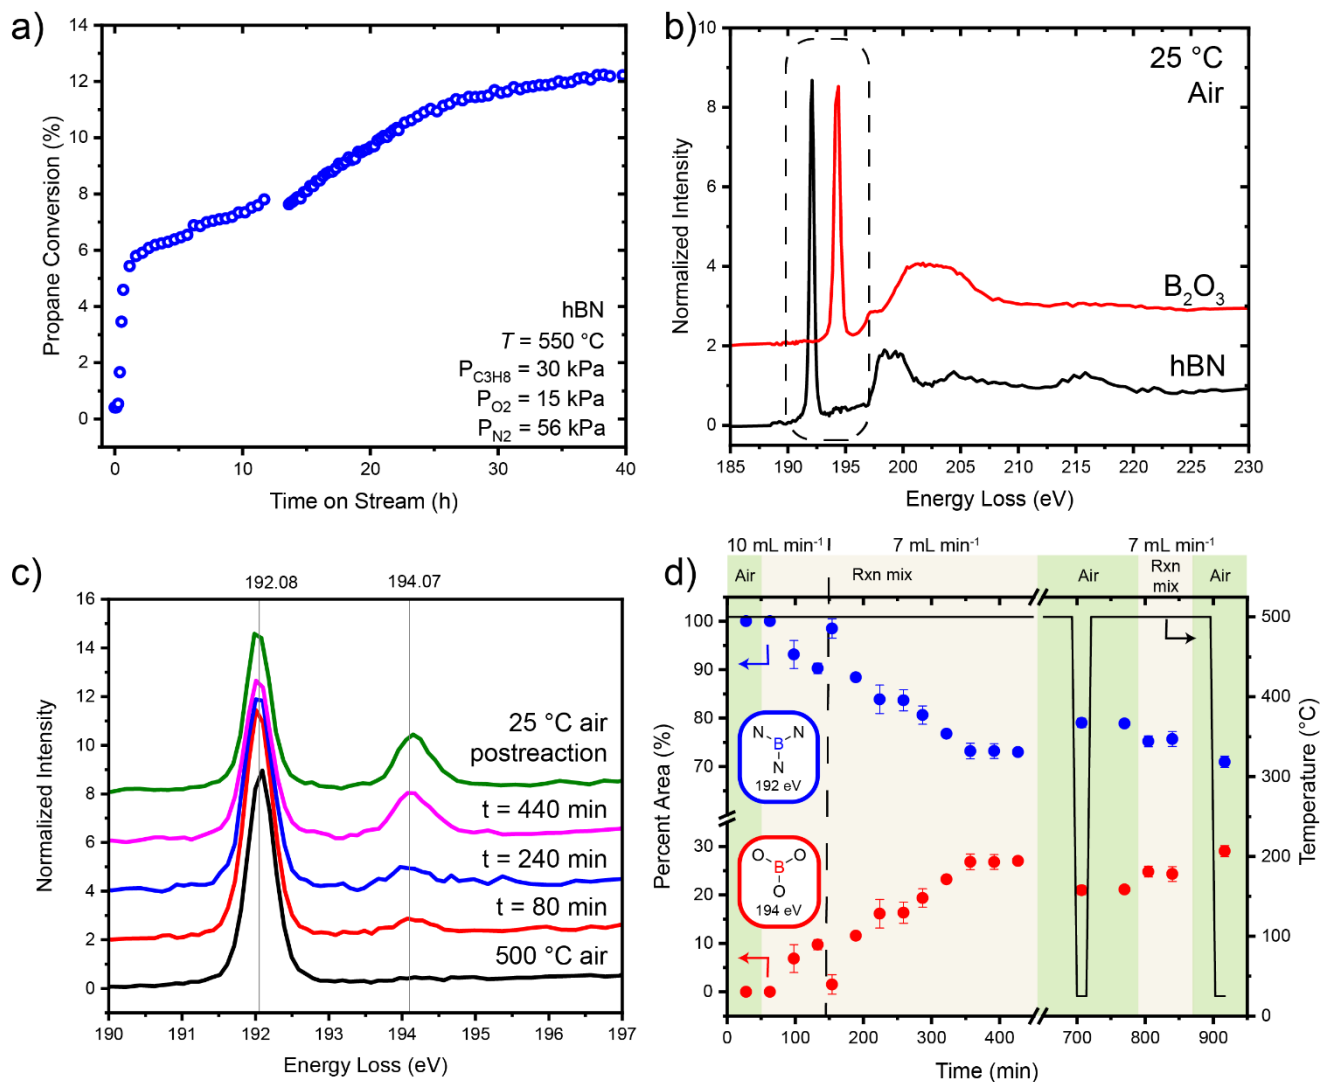 a)
14
12
10
8
6
4
2
0
Propane Conversion (%)
hBN
T = 550 °C
P_C3H8 = 30 kPa
P_O2 = 15 kPa
P_N2 = 56 kPa
0 10 20 30 40
Time on Stream (h)
b)
10
8
6
4
2
0
Normalized Intensity
25 °C
Air
B₂O₃
hBN
185 190 195 200 205 210 215 220 225 230
Energy Loss (eV)
c)
192.08 194.07
16
14
12
10
8
6
4
2
0
Normalized Intensity
25 °C air
postreaction
t = 440 min
t = 240 min
t = 80 min
500 °C air
190 191 192 193 194 195 196 197
Energy Loss (eV)
d)
10 mL min⁻¹ 7 mL min⁻¹ 7 mL min⁻¹
Air Rxn mix Air Rxn mix Air
100
90
80
70
30
20
10
0
Percent Area (%)
N N
B
N
192 eV
O O
B
O
194 eV
500
400
300
200
100
0
Temperature (°C)
0 100 200 300 400 700 800 900
Time (min)